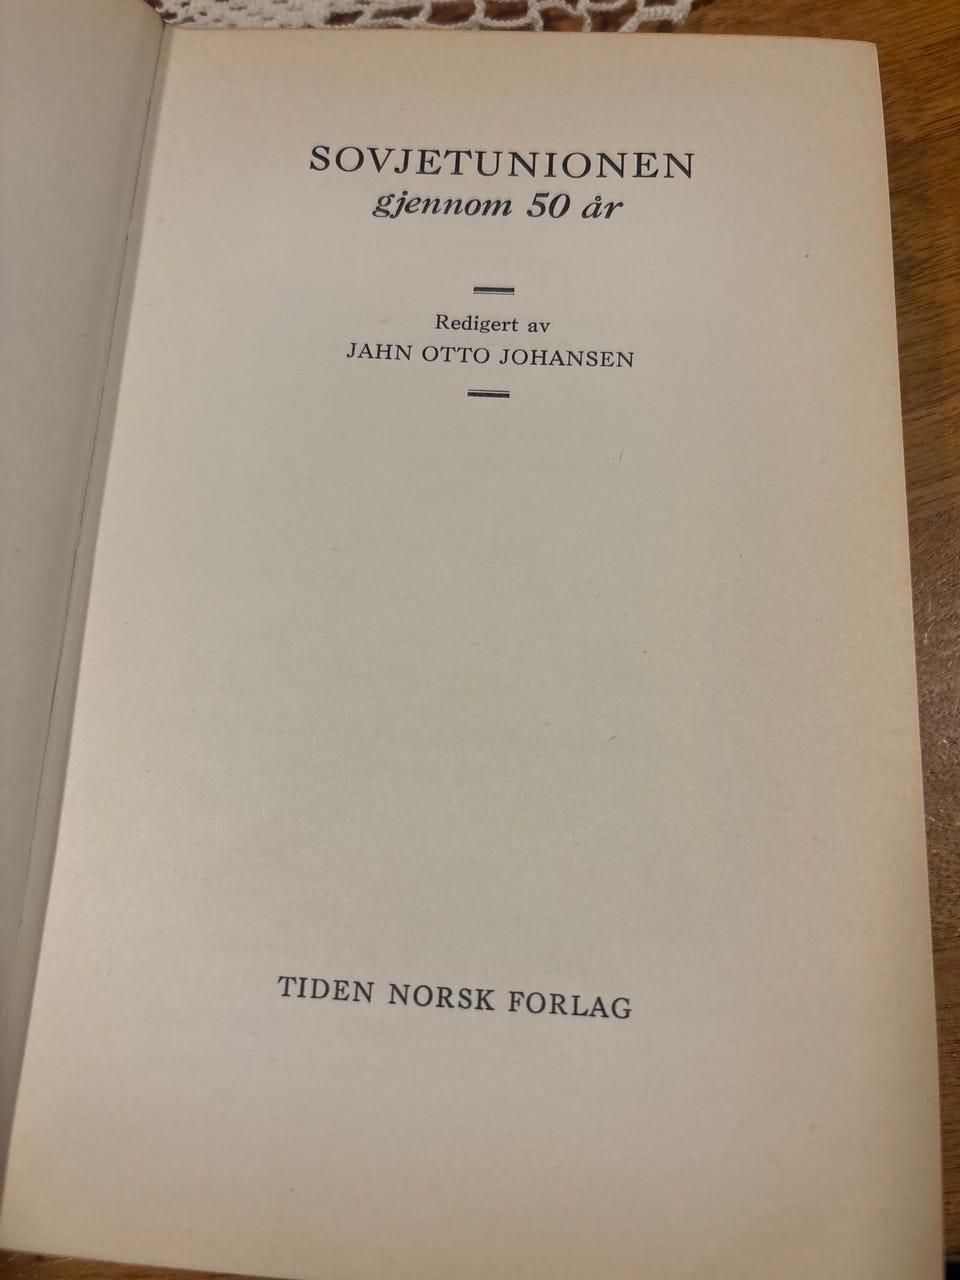 SOVJETUNIONEN
gjennom 50 år
Redigert av
JAHN OTTO JOHANSEN
TIDEN NORSK FORLAG